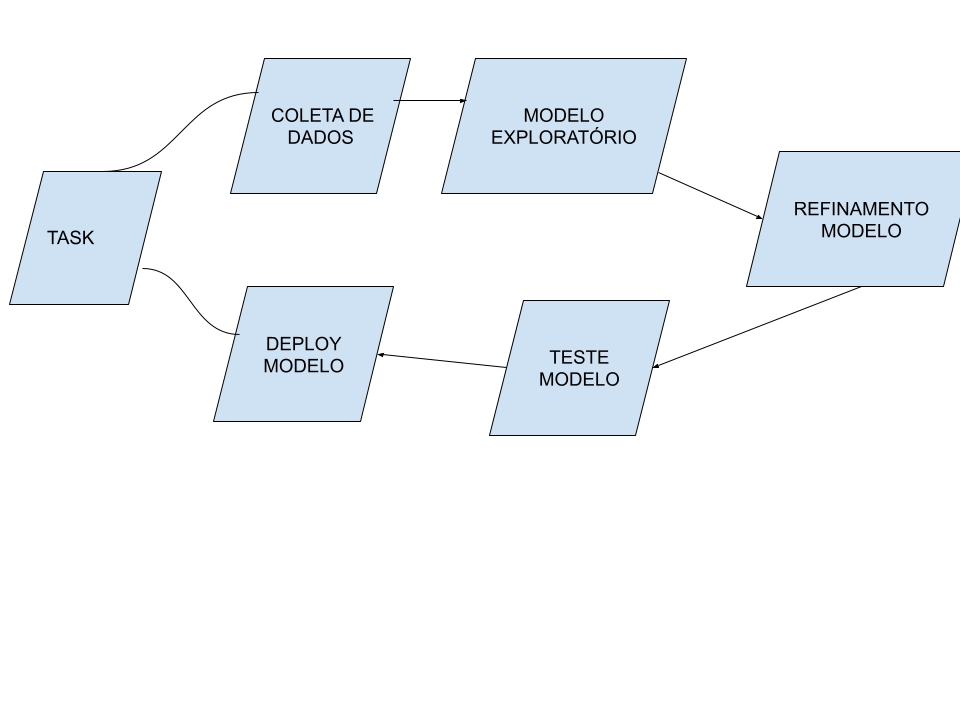 TASK
COLETA DE
DADOS
MODELO
EXPLORATÓRIO
REFINAMENTO
MODELO
TESTE
MODELO
DEPLOY
MODELO